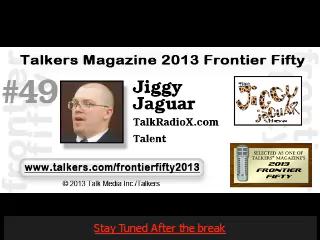 Talkers Magazine 2013 Frontier Fifty
#49
Jiggy
Jaguar
TalkRadioX.com
Talent
The
JIGGY
JAGUAR
Show
www.talkers.com/frontierfifty2013
© 2013 Talk Media Inc./Talkers
SELECTED AS ONE OF
TALKERS MAGAZINE'S
2013
FRONTIER
FIFTY
Stay Tuned After the break